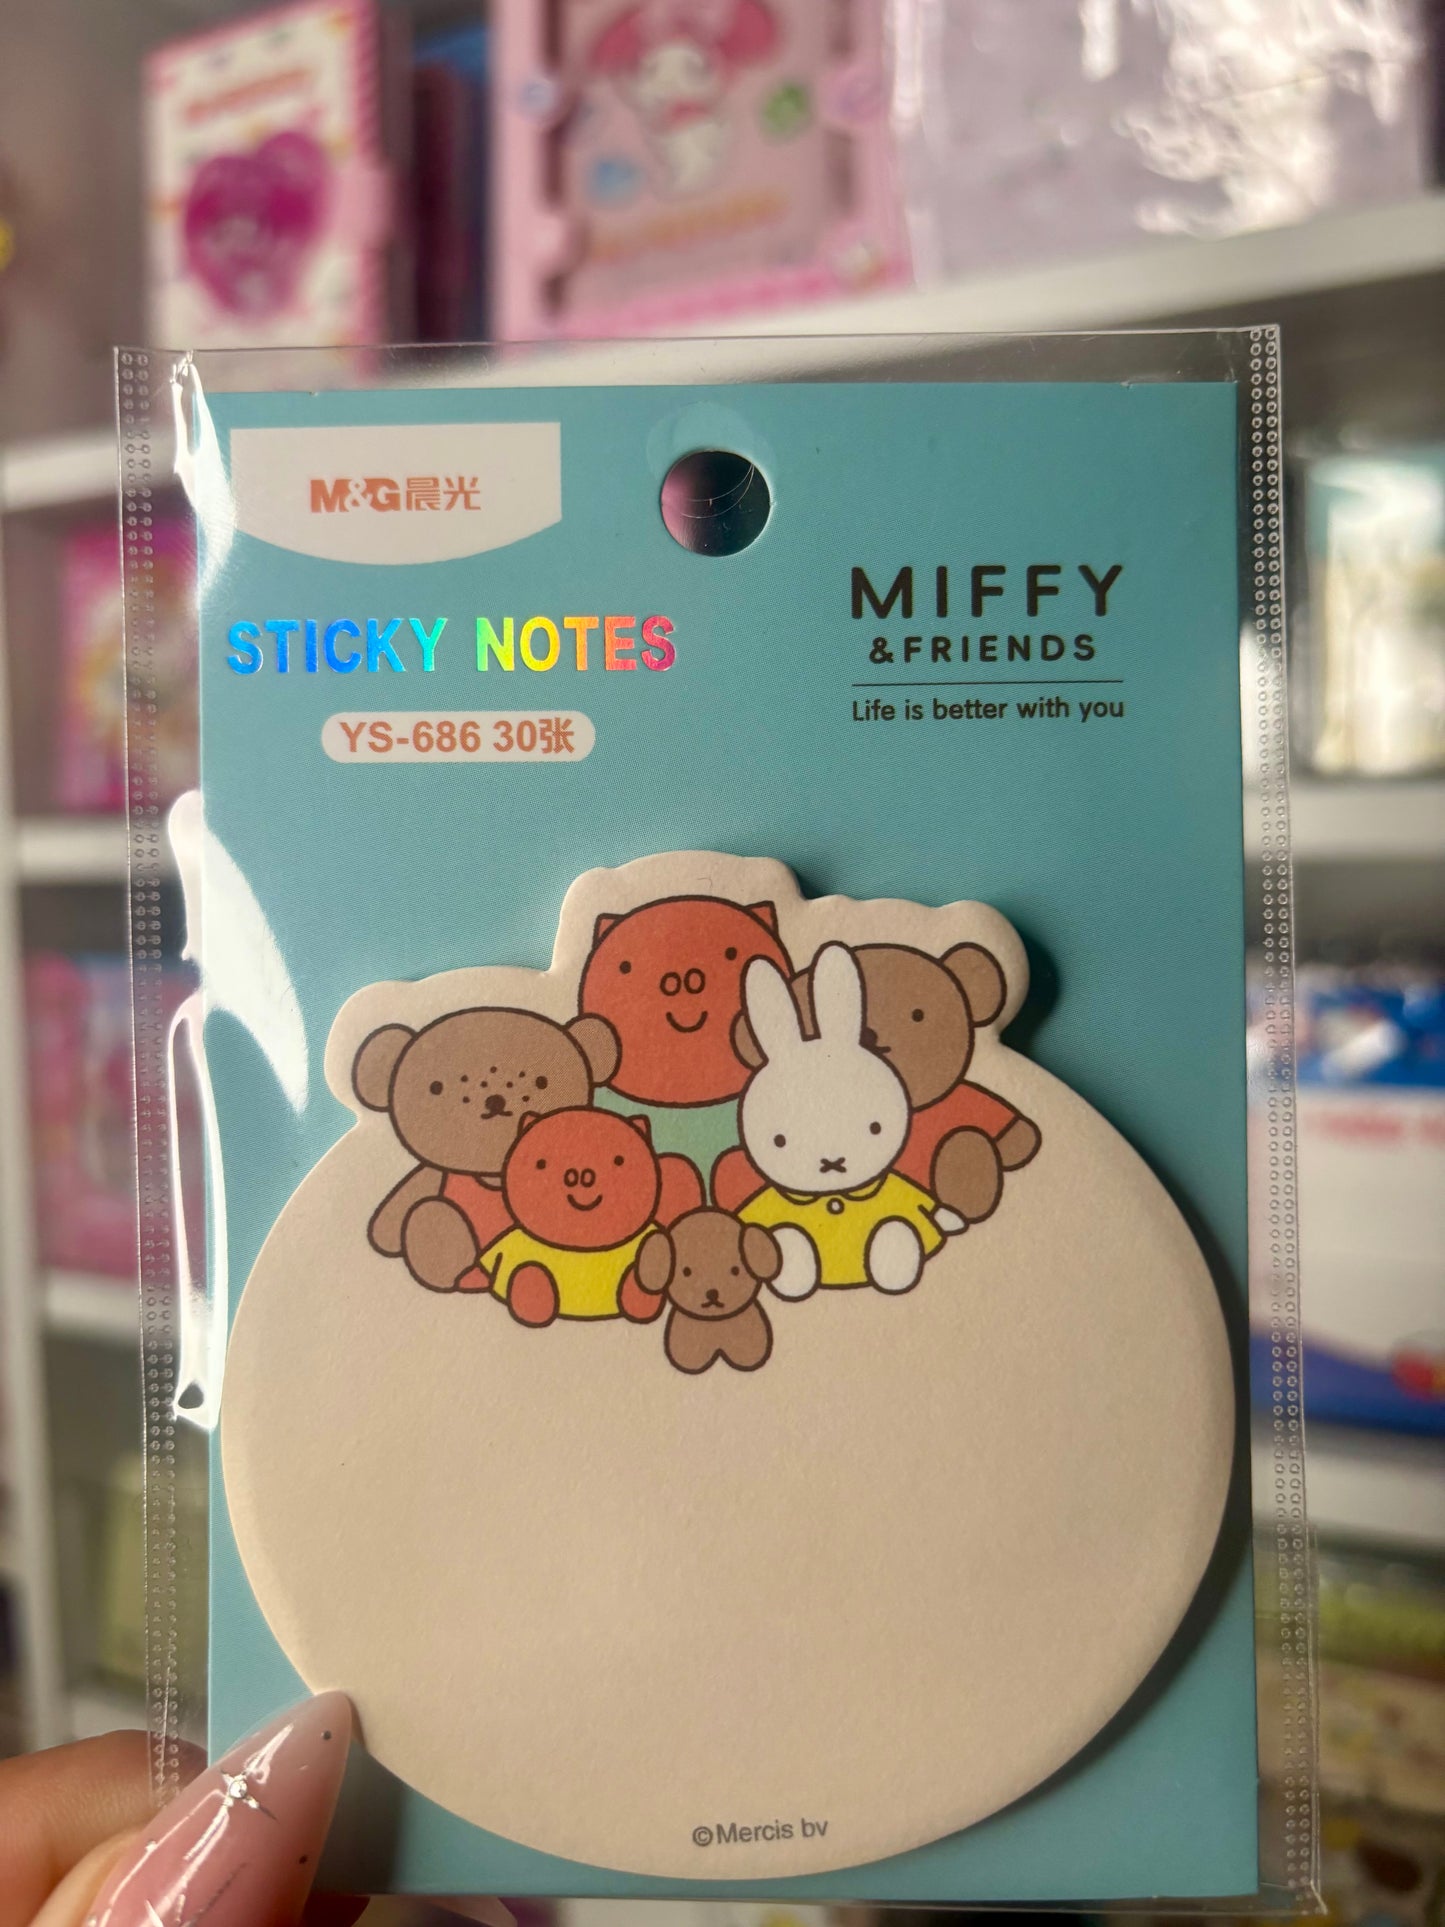 M&G晨光
STICKY NOTES
YS-686 30张
MIFFY
& FRIENDS
Life is better with you
©Mercis bv